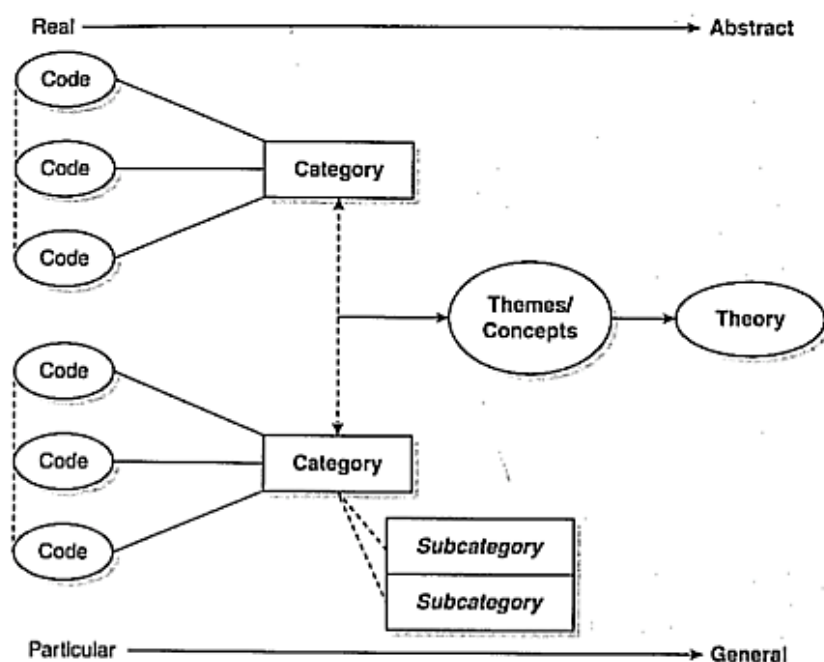 Real
Abstract
Code
Code
Category
Code
Themes/
Concepts
Theory
Code
Code
Category
Code
Subcategory
Subcategory
Particular
General